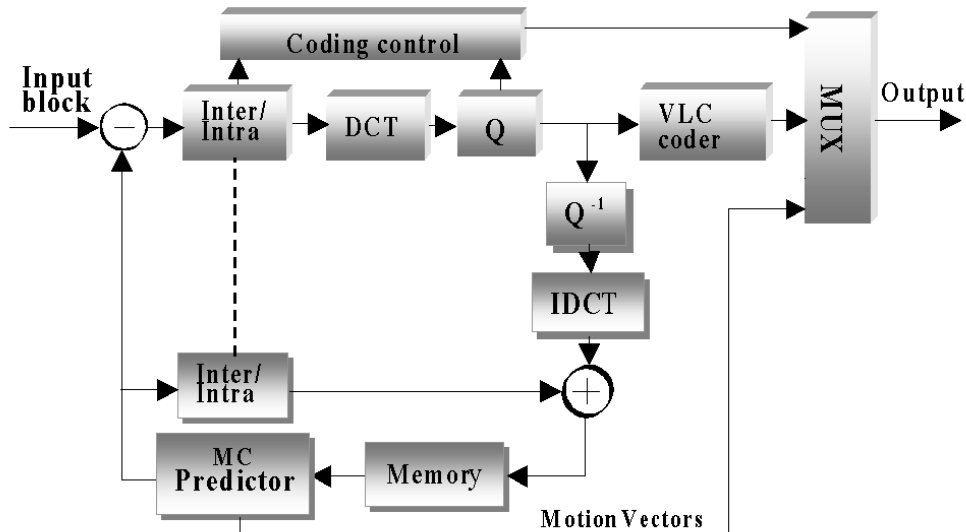 Coding control
Input
block
−
Inter/
Intra
DCT
Q
VLC
coder
MUX
Output
Q⁻¹
IDCT
Inter/
Intra
+
MC
Predictor
Memory
Motion Vectors